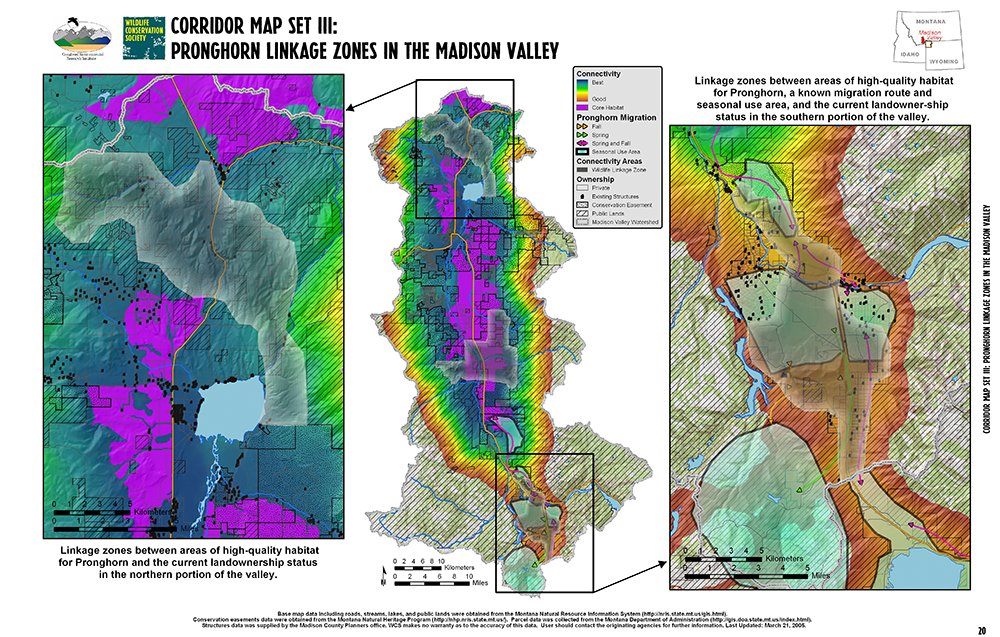 CORRIDOR MAP SET III:
PRONGHORN LINKAGE ZONES IN THE MADISON VALLEY
WILDLIFE
CONSERVATION
SOCIETY
MONTANA
Madison
Valley
IDAHO
WYOMING
Linkage zones between areas of high-quality habitat
for Pronghorn, a known migration route and
seasonal use area, and the current landowner-ship
status in the southern portion of the valley.
Connectivity
Best
Good
Core Habitat
Pronghorn Migration
Fall
Spring
Spring and Fall
Seasonal Use Area
Connectivity Areas
Wildlife Linkage Zone
Ownership
Private
Existing Structures
Conservation Easement
Public Lands
Madison Valley Watershed
CORRIDOR MAP SET III: PRONGHORN LINKAGE ZONES IN THE MADISON VALLEY
0 1 2 3 4 5
Kilometers
Miles
Linkage zones between areas of high-quality habitat
for Pronghorn and the current landownership status
in the northern portion of the valley.
N
0 2 4 6 8 10
Kilometers
0 2 4 6 8 10
Miles
0 1 2 3 4 5
Kilometers
0 1 2 3 4 5
Miles
Base map data including roads, streams, lakes, and public lands were obtained from the Montana Natural Resource Information System (http://nris.state.mt.us/gis.html).
Conservation easements data were obtained from the Montana Natural Heritage Program (http://nhp.nris.state.mt.us/). Parcel data was collected from the Montana Department of Administration (http://gis.doa.state.mt.us/index.html).
Structures data was supplied by the Madison County Planners office. WCS makes no warranty as to the accuracy of this data. User should contact the originating agencies for further information. Last Updated: March 21, 2005.
20